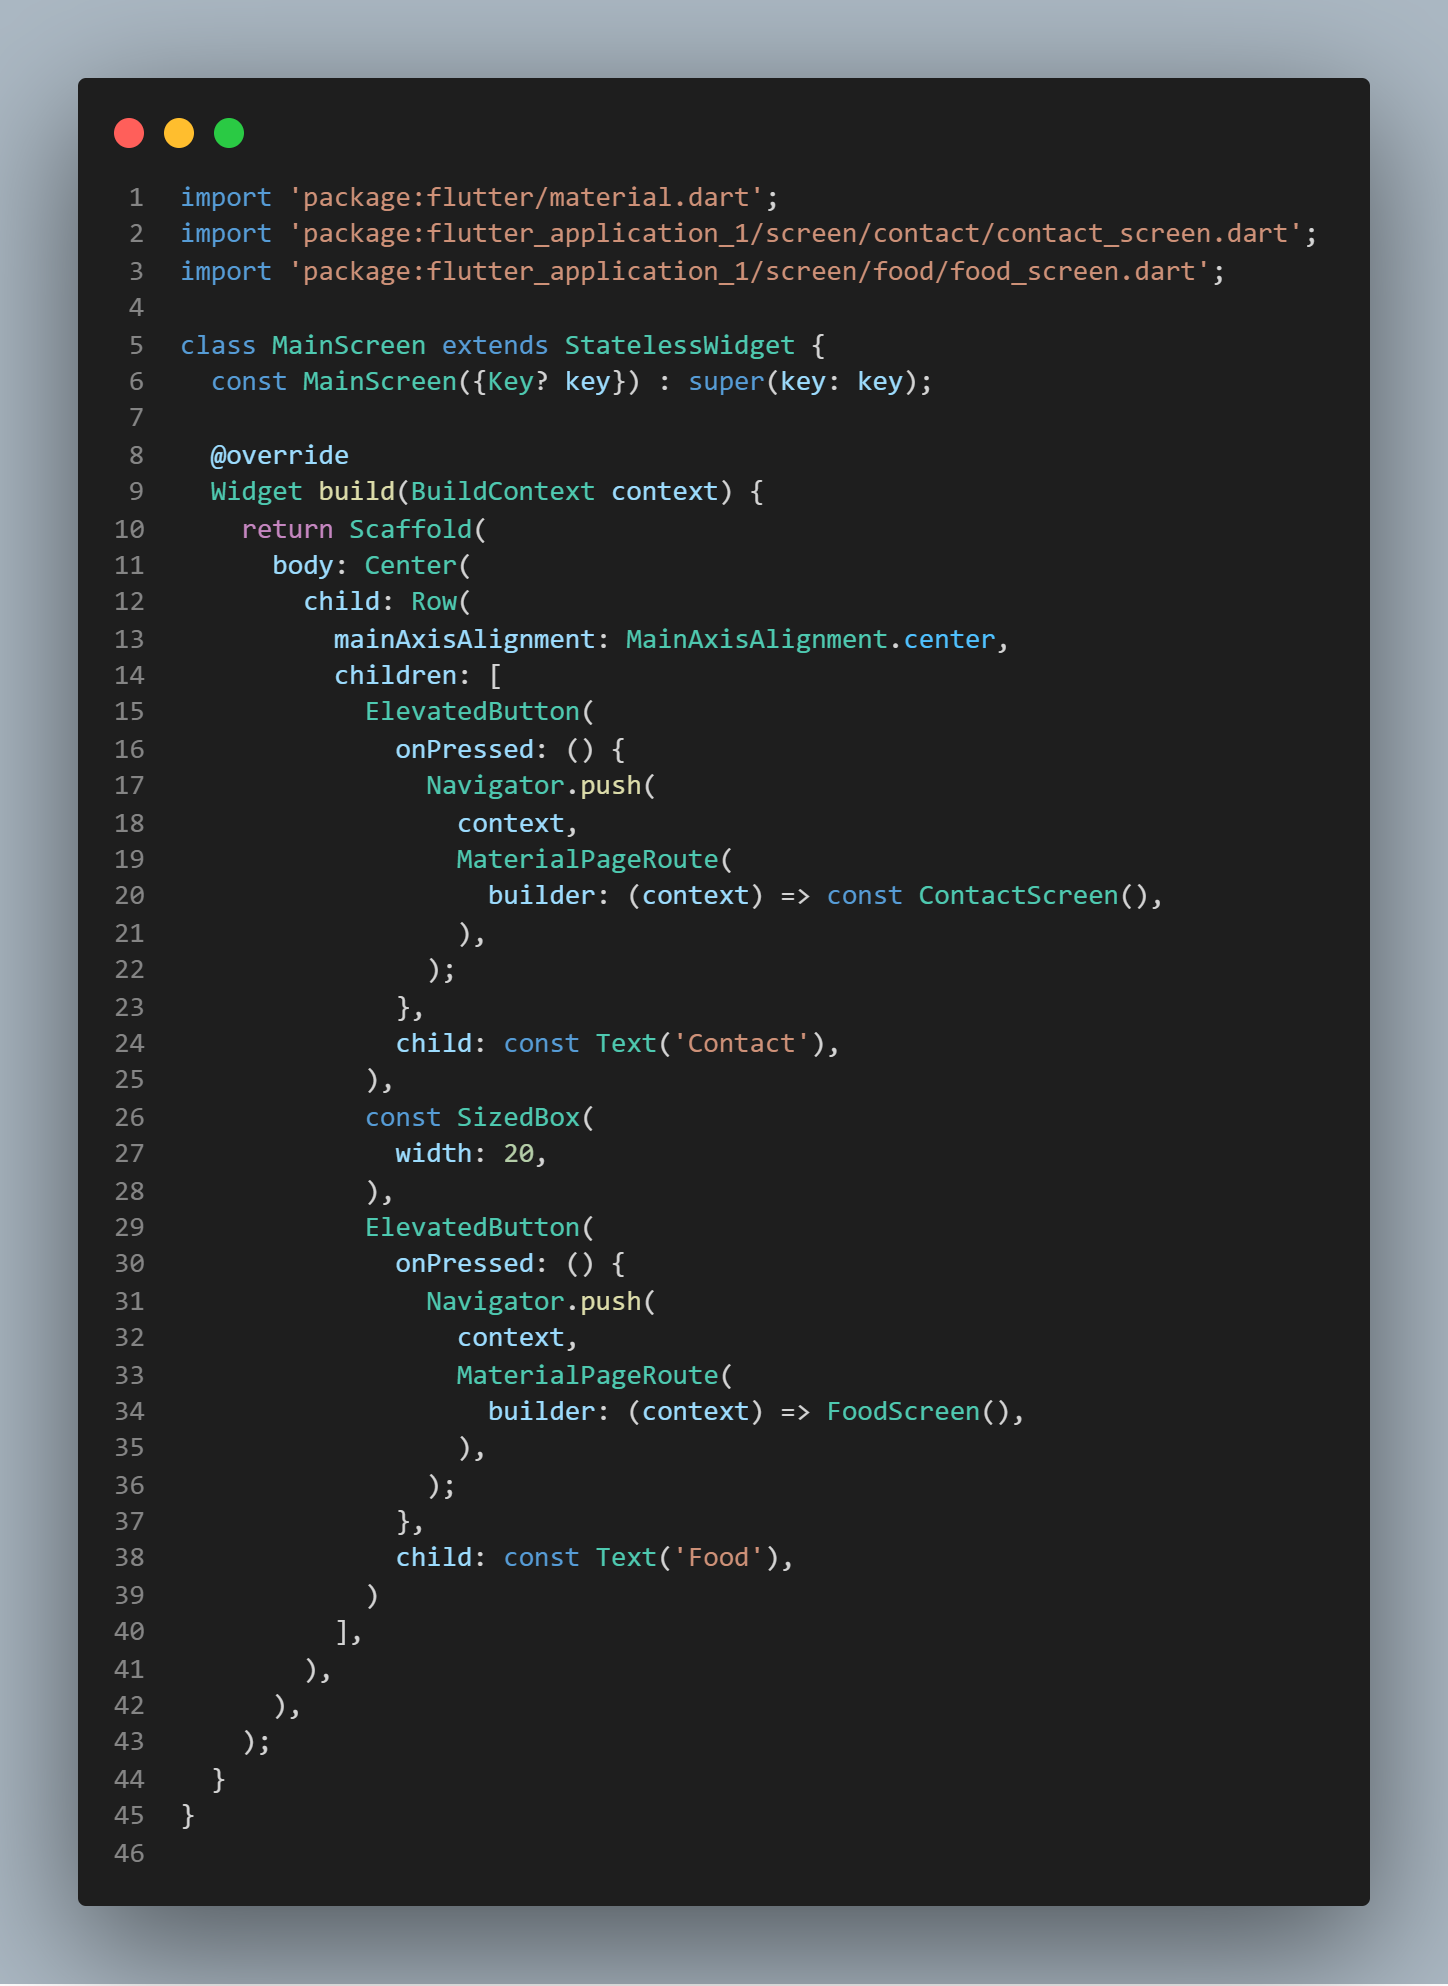 1 import 'package:flutter/material.dart';
2 import 'package:flutter_application_1/screen/contact/contact_screen.dart';
3 import 'package:flutter_application_1/screen/food/food_screen.dart';
4
5 class MainScreen extends StatelessWidget {
6   const MainScreen({Key? key}) : super(key: key);
7
8   @override
9   Widget build(BuildContext context) {
10     return Scaffold(
11       body: Center(
12         child: Row(
13           mainAxisAlignment: MainAxisAlignment.center,
14           children: [
15             ElevatedButton(
16               onPressed: () {
17                 Navigator.push(
18                   context,
19                   MaterialPageRoute(
20                     builder: (context) => const ContactScreen(),
21                   ),
22                 );
23               },
24               child: const Text('Contact'),
25             ),
26             const SizedBox(
27               width: 20,
28             ),
29             ElevatedButton(
30               onPressed: () {
31                 Navigator.push(
32                   context,
33                   MaterialPageRoute(
34                     builder: (context) => FoodScreen(),
35                   ),
36                 );
37               },
38               child: const Text('Food'),
39             )
40           ],
41         ),
42       ),
43     );
44   }
45 }
46